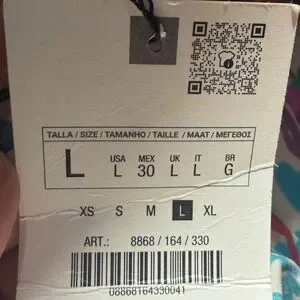 TALLA / SIZE / TAMANHO / TAILLE / MAAT / ΜΕΓΕΘΟΣ
L
USA MEX UK IT BR
L 30 L L G
XS S M L XL
ART.: 8868 / 164 / 330
08868164330041